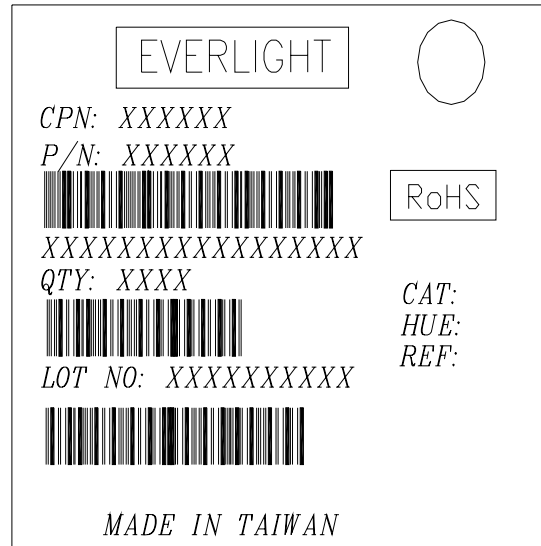 EVERLIGHT
CPN: XXXXXX
P/N: XXXXXX
RoHS
XXXXXXXXXXXXXXXXX
QTY: XXXX
CAT:
HUE:
REF:
LOT NO: XXXXXXXXXX
MADE IN TAIWAN